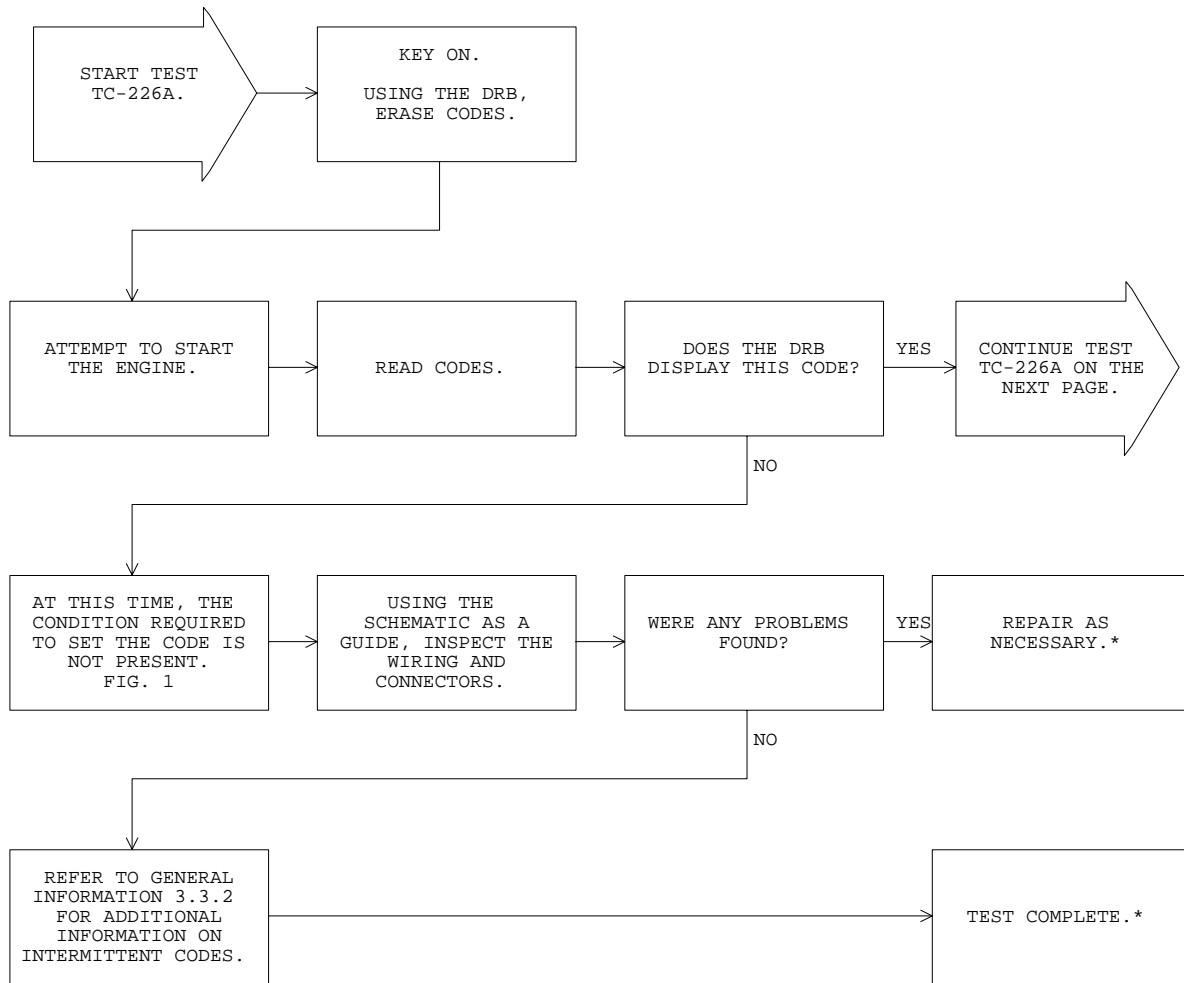 START TEST
TC-226A.
KEY ON.
USING THE DRB,
ERASE CODES.
ATTEMPT TO START
THE ENGINE.
READ CODES.
DOES THE DRB
DISPLAY THIS CODE?
YES
CONTINUE TEST
TC-226A ON THE
NEXT PAGE.
NO
AT THIS TIME, THE
CONDITION REQUIRED
TO SET THE CODE IS
NOT PRESENT.
FIG. 1
USING THE
SCHEMATIC AS A
GUIDE, INSPECT THE
WIRING AND
CONNECTORS.
WERE ANY PROBLEMS
FOUND?
YES
REPAIR AS
NECESSARY.*
NO
REFER TO GENERAL
INFORMATION 3.3.2
FOR ADDITIONAL
INFORMATION ON
INTERMITTENT CODES.
TEST COMPLETE.*